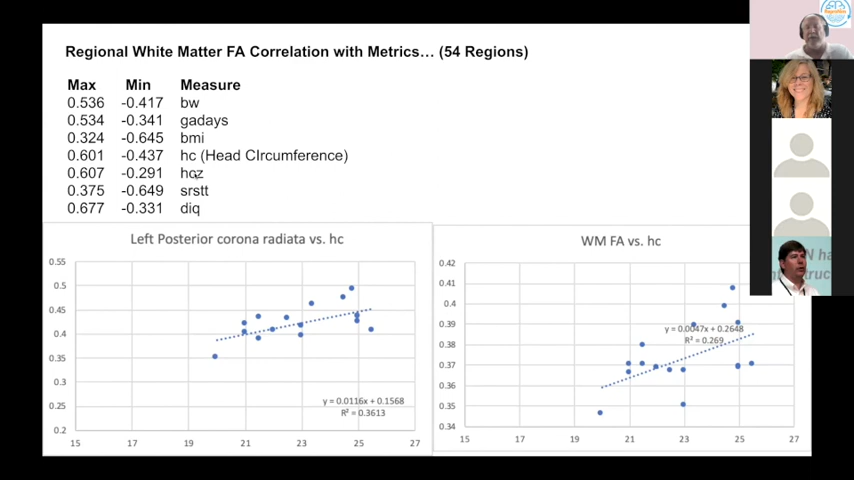 Regional White Matter FA Correlation with Metrics… (54 Regions)
Max Min Measure
0.536 -0.417 bw
0.534 -0.341 gadays
0.324 -0.645 bmi
0.601 -0.437 hc (Head CIrcumference)
0.607 -0.291 hcz
0.375 -0.649 srstt
0.677 -0.331 diq
Left Posterior corona radiata vs. hc
0.55
0.5
0.45
0.4
0.35
0.3
0.25
0.2
y = 0.0116x + 0.1568
R² = 0.3613
15 17 19 21 23 25 27
WM FA vs. hc
0.42
0.41
0.4
0.39
0.38
0.37
0.36
0.35
0.34
y = 0.0047x + 0.2648
R² = 0.269
15 17 19 21 23 25 27